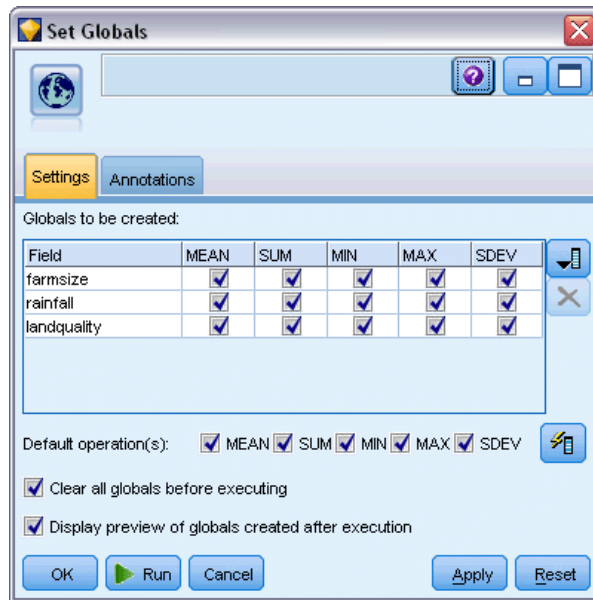 Set Globals
?
Settings Annotations
Globals to be created:
Field MEAN SUM MIN MAX SDEV
farmsize
rainfall
landquality
Default operation(s): MEAN SUM MIN MAX SDEV
Clear all globals before executing
Display preview of globals created after execution
OK Run Cancel Apply Reset